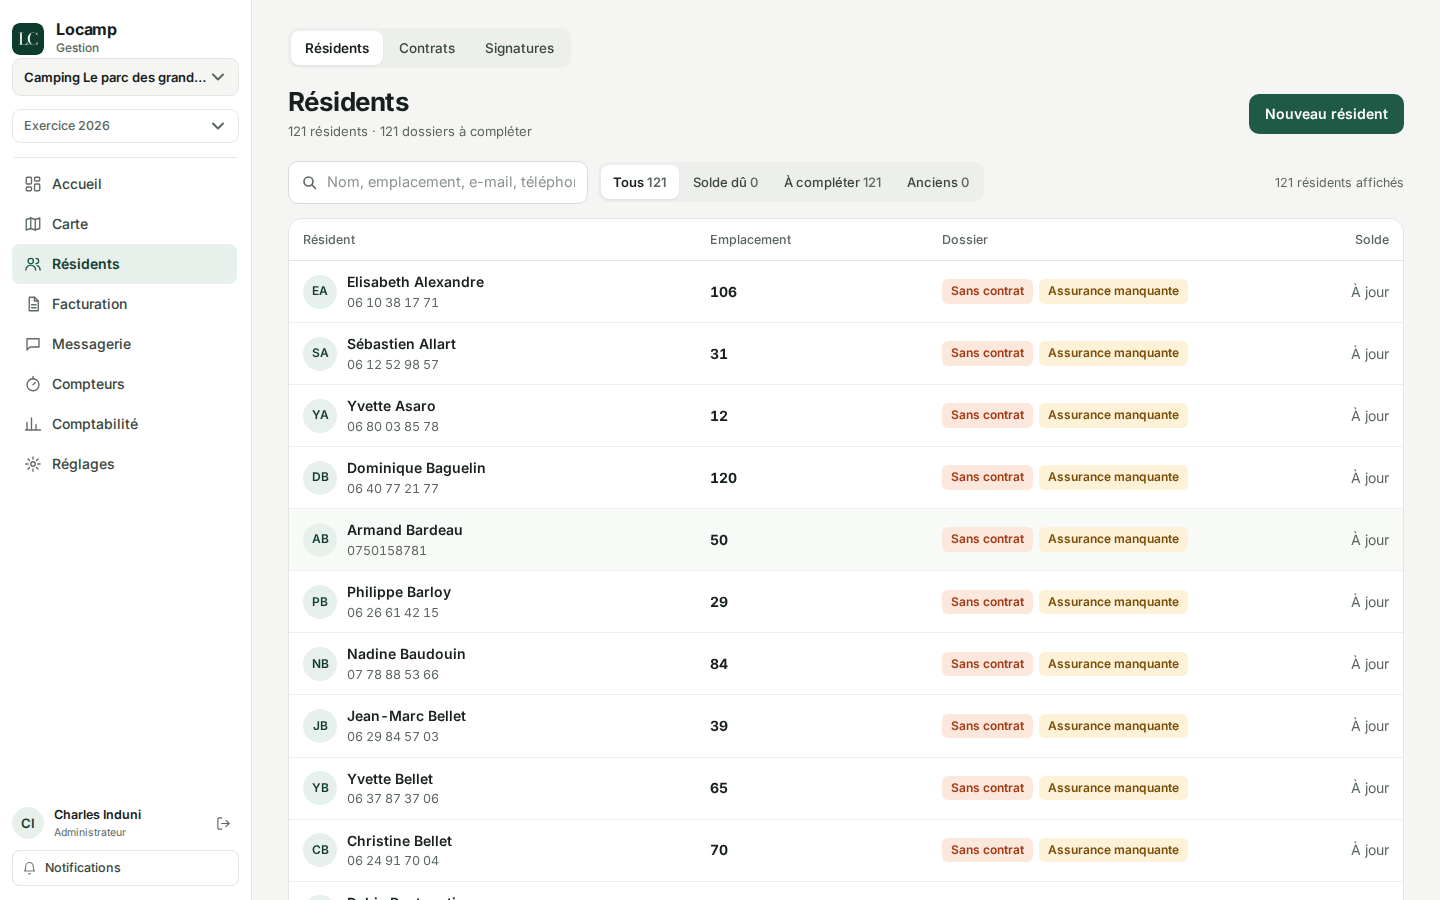 LC
Locamp
Gestion
Camping Le parc des grand...
Exercice 2026
Accueil
Carte
Résidents
Facturation
Messagerie
Compteurs
Comptabilité
Réglages
CI
Charles Induni
Administrateur
Notifications
Résidents Contrats Signatures
Résidents
121 résidents · 121 dossiers à compléter
Nouveau résident
Nom, emplacement, e-mail, télépho
Tous 121 Solde dû 0 À compléter 121 Anciens 0
121 résidents affichés
Résident Emplacement Dossier Solde
EA Elisabeth Alexandre 106 Sans contrat Assurance manquante À jour
06 10 38 17 71
SA Sébastien Allart 31 Sans contrat Assurance manquante À jour
06 12 52 98 57
YA Yvette Asaro 12 Sans contrat Assurance manquante À jour
06 80 03 85 78
DB Dominique Baguelin 120 Sans contrat Assurance manquante À jour
06 40 77 21 77
AB Armand Bardeau 50 Sans contrat Assurance manquante À jour
0750158781
PB Philippe Barloy 29 Sans contrat Assurance manquante À jour
06 26 61 42 15
NB Nadine Baudouin 84 Sans contrat Assurance manquante À jour
07 78 88 53 66
JB Jean-Marc Bellet 39 Sans contrat Assurance manquante À jour
06 29 84 57 03
YB Yvette Bellet 65 Sans contrat Assurance manquante À jour
06 37 87 37 06
CB Christine Bellet 70 Sans contrat Assurance manquante À jour
06 24 91 70 04